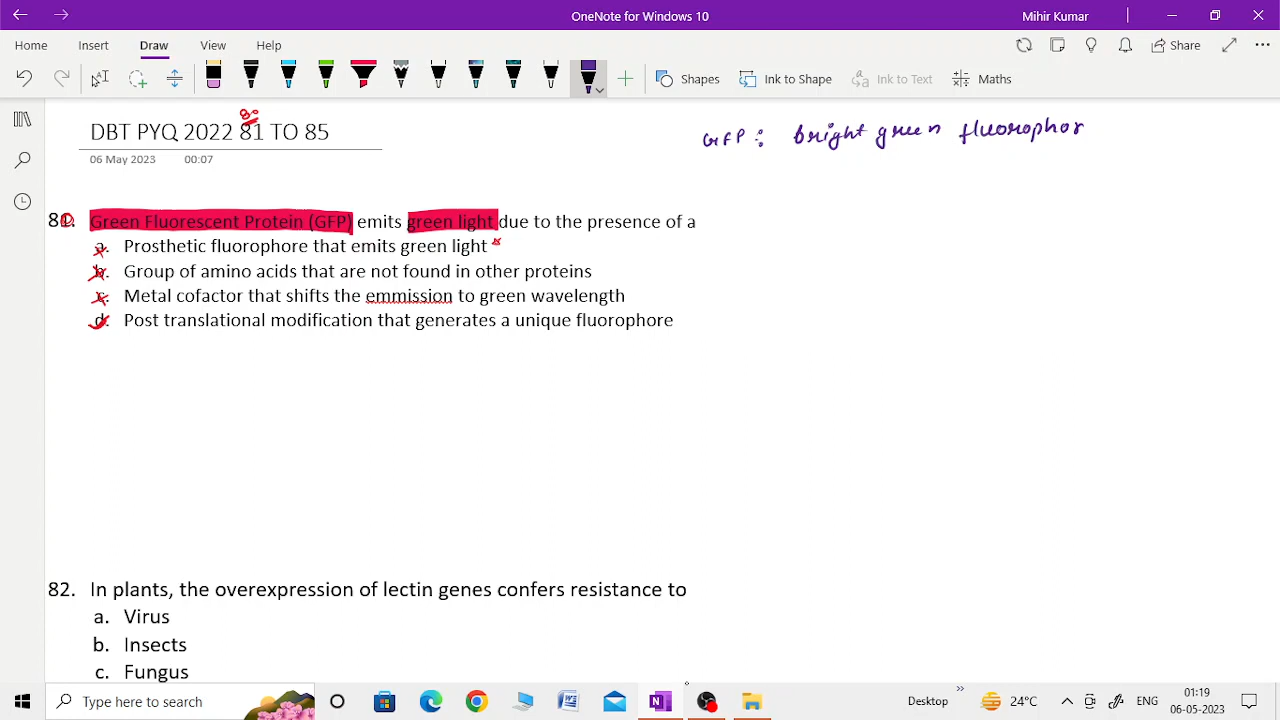 OneNote for Windows 10
Mihir Kumar
Home Insert Draw View Help
Share
Shapes Ink to Shape Ink to Text Maths
DBT PYQ 2022 81 TO 85
06 May 2023 00:07
GFP : bright green fluorophor
81. Green Fluorescent Protein (GFP) emits green light due to the presence of a
a. Prosthetic fluorophore that emits green light
b. Group of amino acids that are not found in other proteins
c. Metal cofactor that shifts the emmission to green wavelength
d. Post translational modification that generates a unique fluorophore
82. In plants, the overexpression of lectin genes confers resistance to
a. Virus
b. Insects
c. Fungus
Type here to search
Desktop
24°C
ENG
01:19
06-05-2023